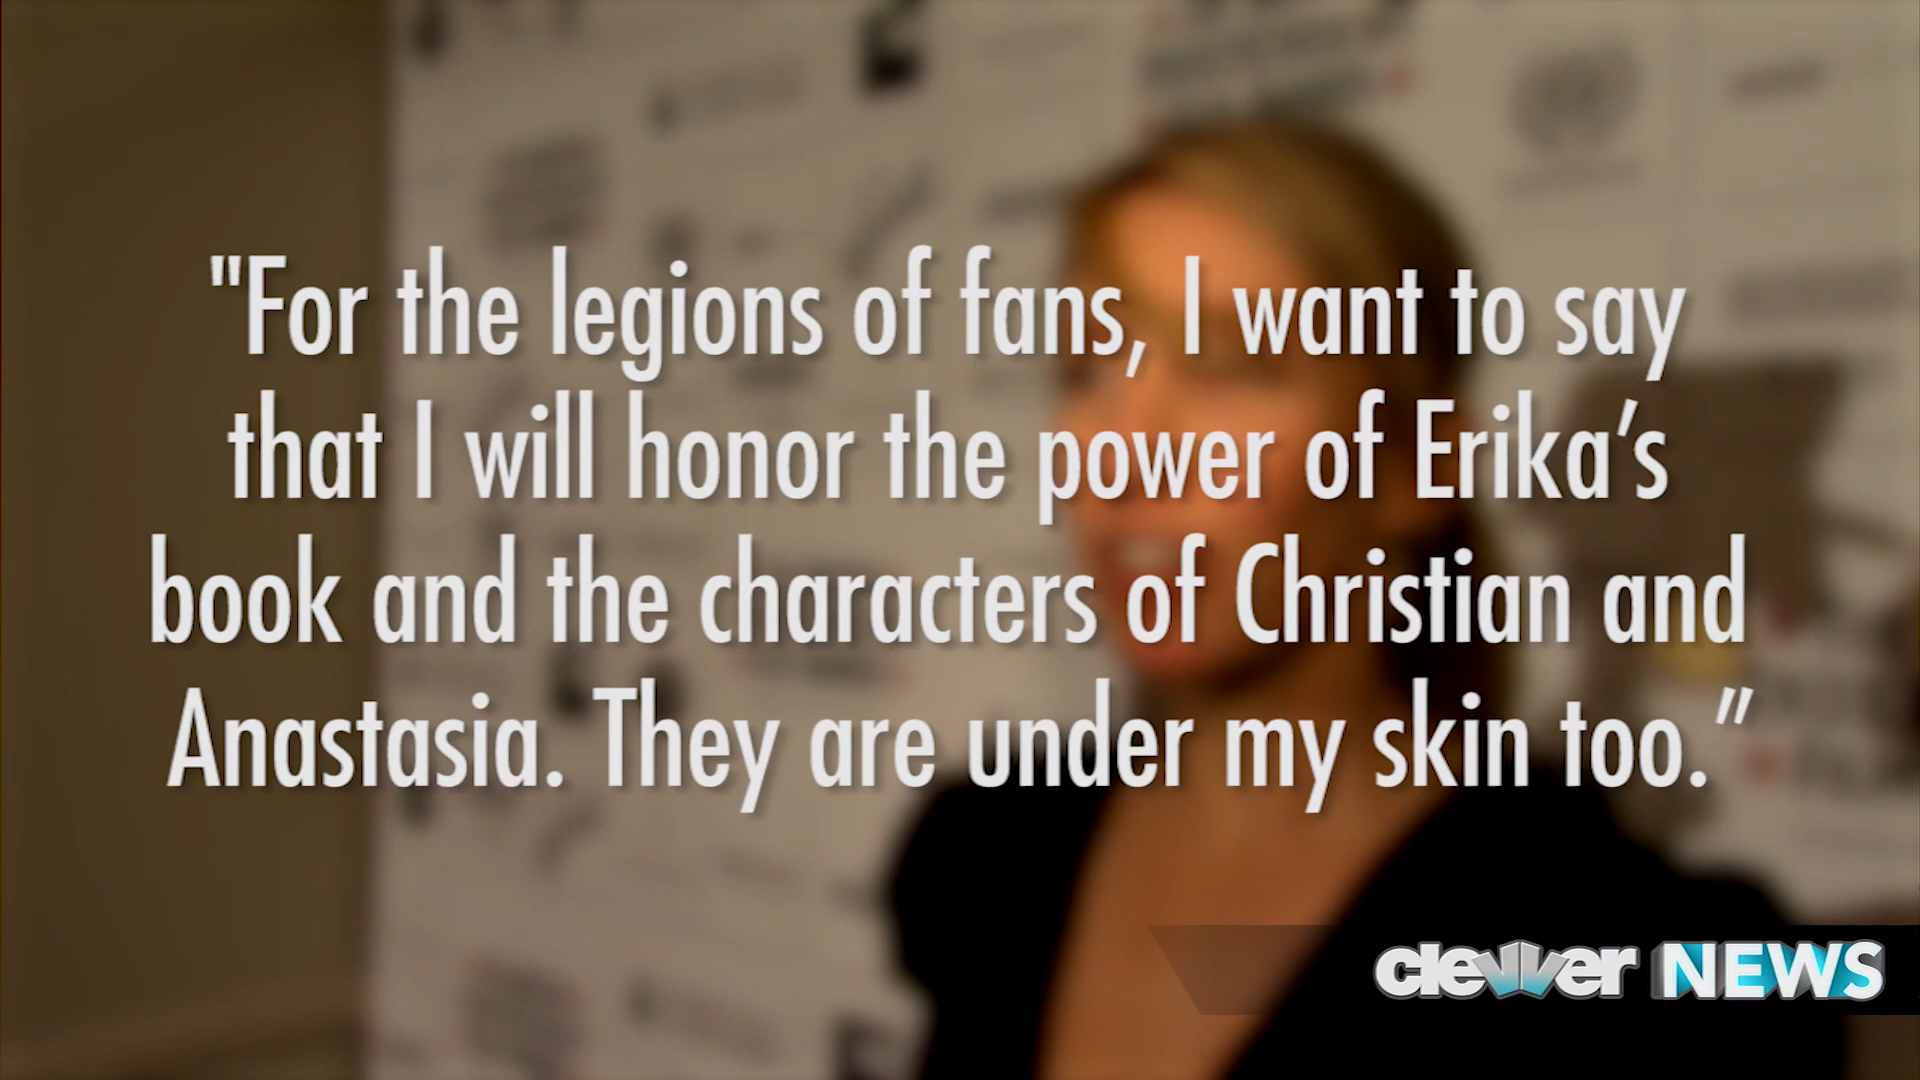 "For the legions of fans, I want to say
that I will honor the power of Erika’s
book and the characters of Christian and
Anastasia. They are under my skin too.”
clevver NEWS